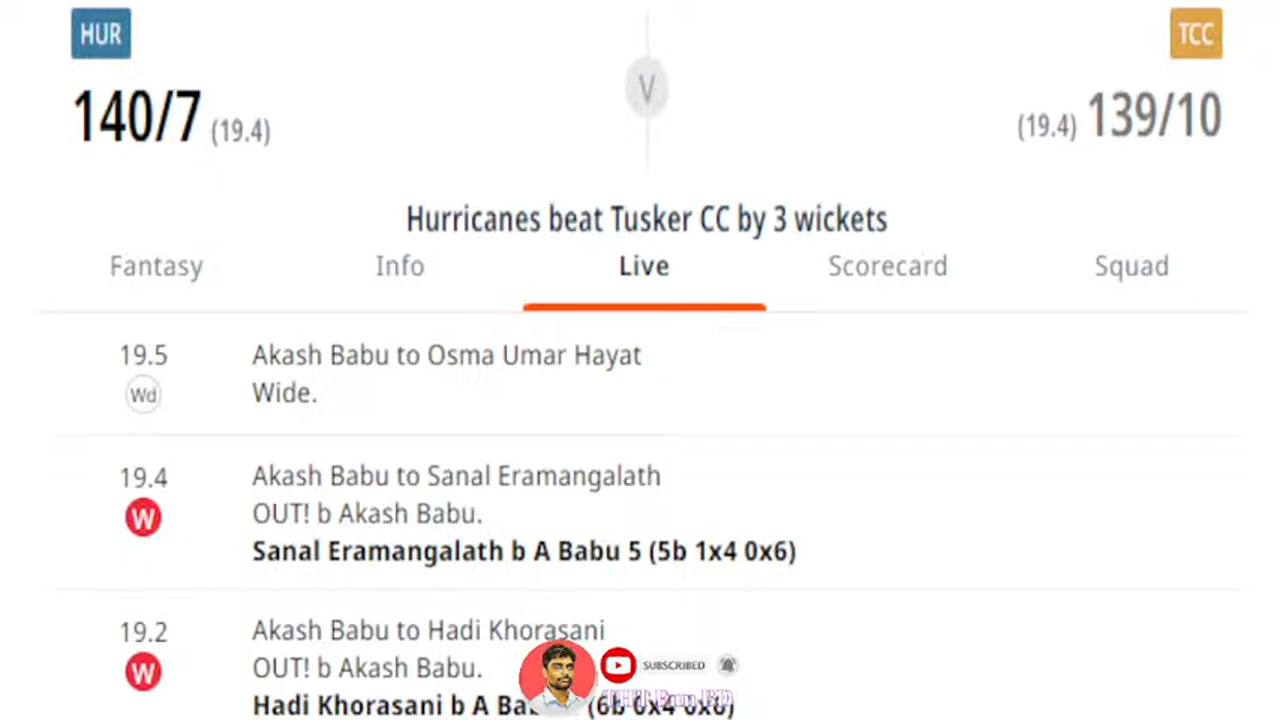 HUR
V
TCC
140/7 (19.4)
(19.4) 139/10
Hurricanes beat Tusker CC by 3 wickets
Fantasy Info Live Scorecard Squad
19.5 Akash Babu to Osma Umar Hayat
Wd Wide.
19.4 Akash Babu to Sanal Eramangalath
W OUT! b Akash Babu.
Sanal Eramangalath b A Babu 5 (5b 1x4 0x6)
19.2 Akash Babu to Hadi Khorasani
W OUT! b Akash Babu.
SUBSCRIBED
Hadi Khorasani b A (6b 0x4 0x6)